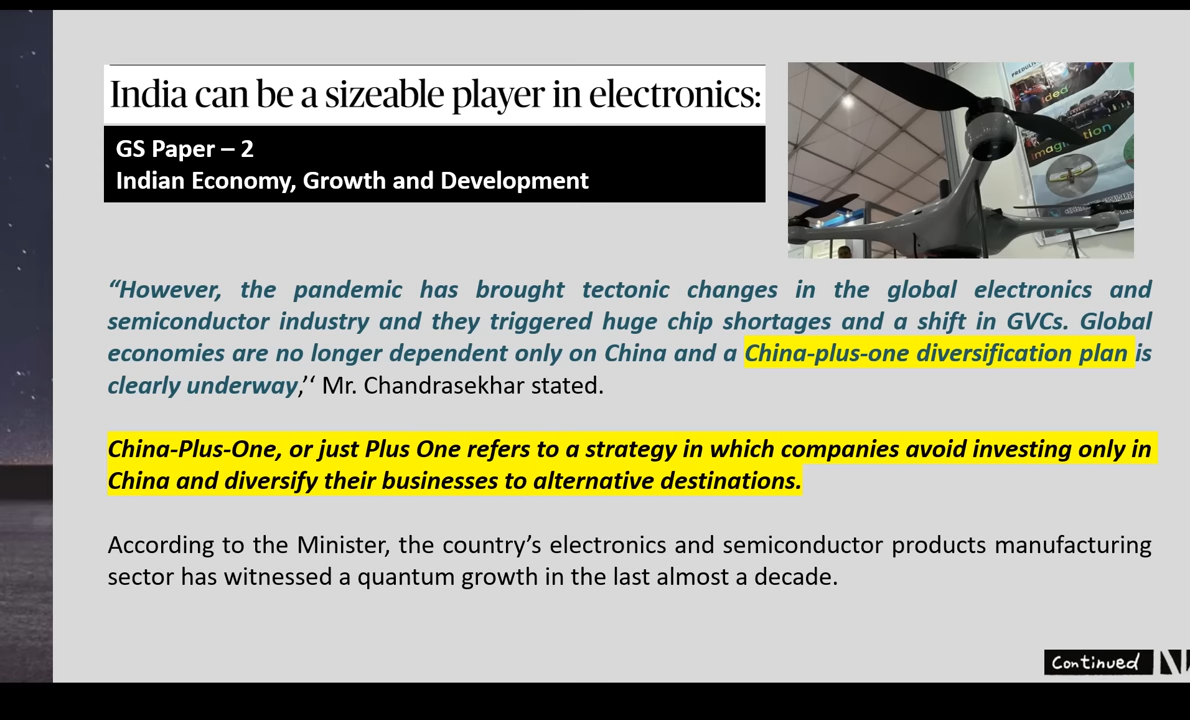 India can be a sizeable player in electronics:
GS Paper – 2
Indian Economy, Growth and Development
PREDULI
idea
imagination
“However, the pandemic has brought tectonic changes in the global electronics and
semiconductor industry and they triggered huge chip shortages and a shift in GVCs. Global
economies are no longer dependent only on China and a China-plus-one diversification plan is
clearly underway,’‘ Mr. Chandrasekhar stated.
China-Plus-One, or just Plus One refers to a strategy in which companies avoid investing only in
China and diversify their businesses to alternative destinations.
According to the Minister, the country’s electronics and semiconductor products manufacturing
sector has witnessed a quantum growth in the last almost a decade.
Continued